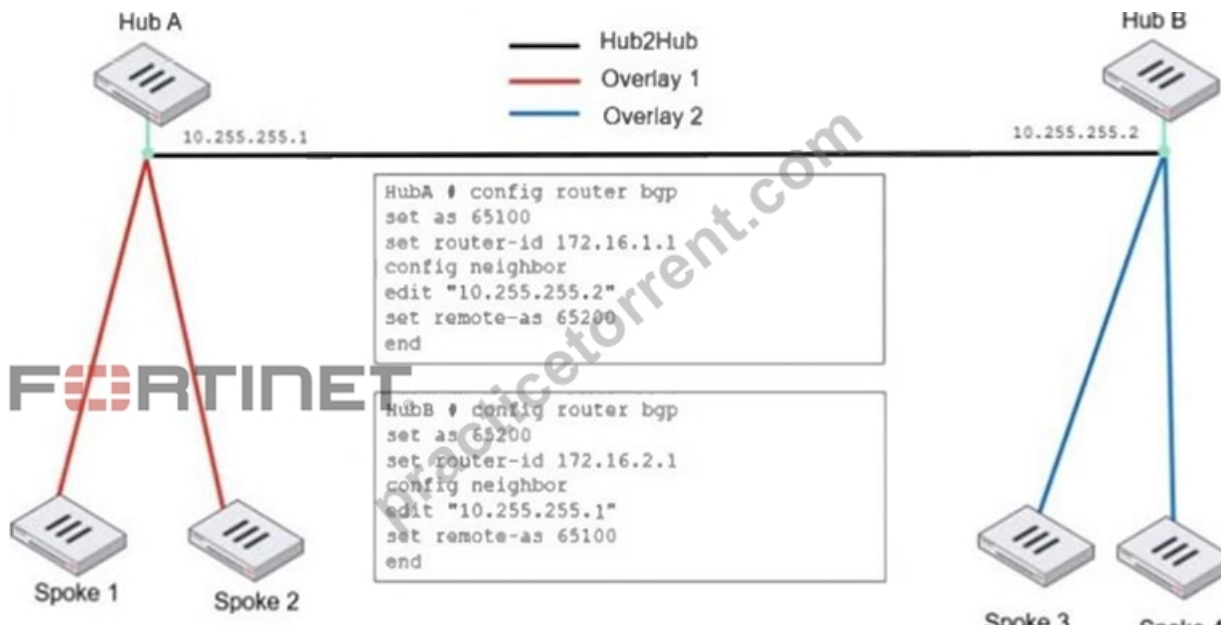 Hub A
Hub B
Hub2Hub
Overlay 1
Overlay 2
10.255.255.1
10.255.255.2
HubA # config router bgp
set as 65100
set router-id 172.16.1.1
config neighbor
edit "10.255.255.2"
set remote-as 65200
end
FORTINET
HubB # config router bgp
set as 65200
set router-id 172.16.2.1
config neighbor
edit "10.255.255.1"
set remote-as 65100
end
practicetorrent.com
Spoke 1
Spoke 2
Spoke 3
Spoke 4